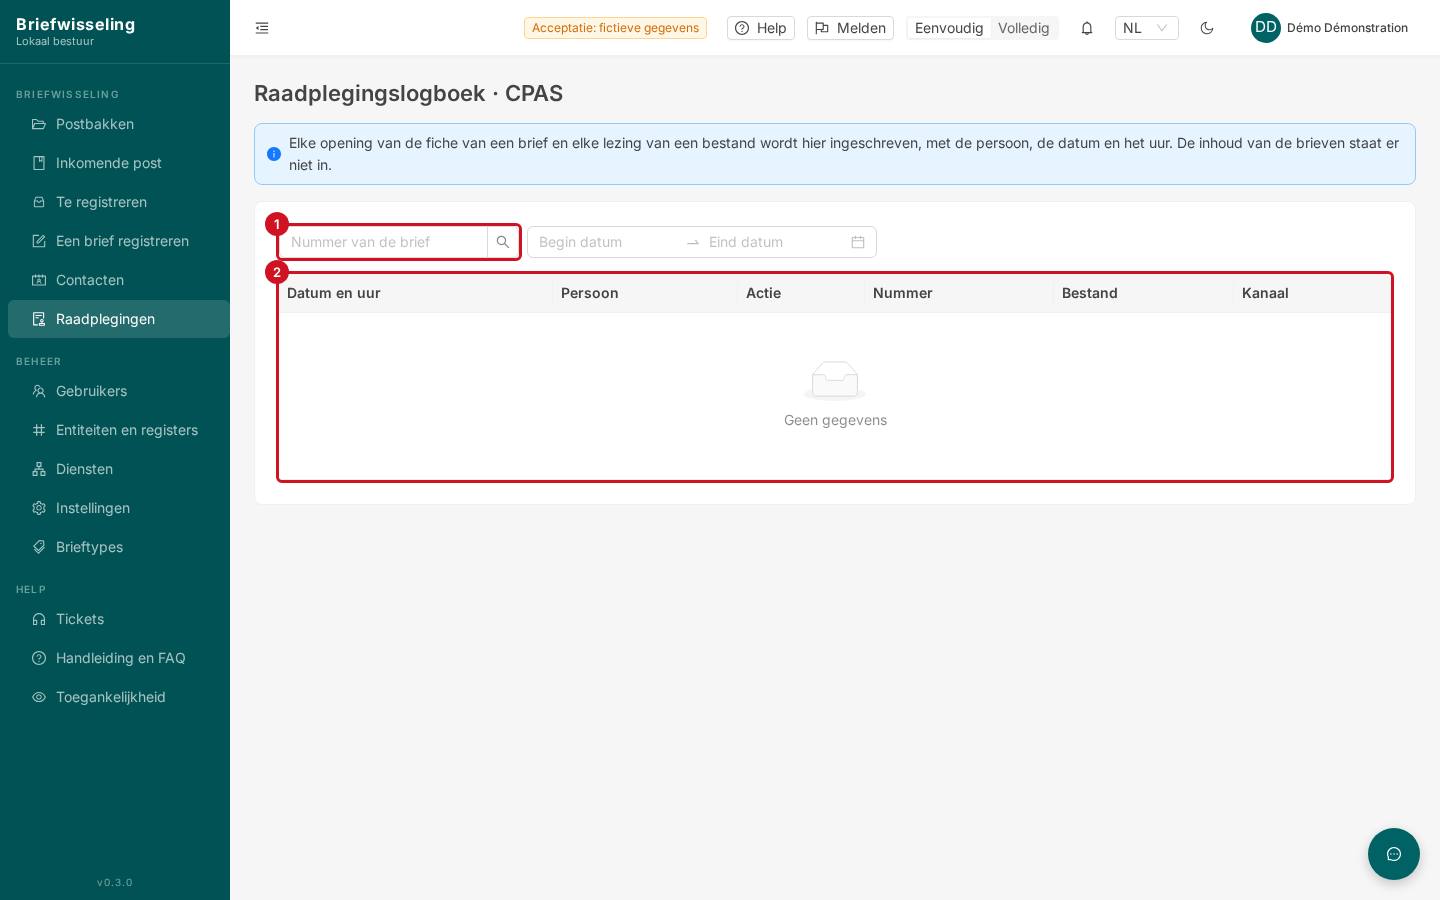 Briefwisseling
Lokaal bestuur
BRIEFWISSELING
Postbakken
Inkomende post
Te registreren
Een brief registreren
Contacten
Raadplegingen
BEHEER
Gebruikers
Entiteiten en registers
Diensten
Instellingen
Brieftypes
HELP
Tickets
Handleiding en FAQ
Toegankelijkheid
v0.3.0
Acceptatie: fictieve gegevens
Help
Melden
Eenvoudig
Volledig
NL
DD
Démo Démonstration
Raadplegingslogboek · CPAS
Elke opening van de fiche van een brief en elke lezing van een bestand wordt hier ingeschreven, met de persoon, de datum en het uur. De inhoud van de brieven staat er
niet in.
1
Nummer van de brief
Begin datum
Eind datum
2
Datum en uur
Persoon
Actie
Nummer
Bestand
Kanaal
Geen gegevens